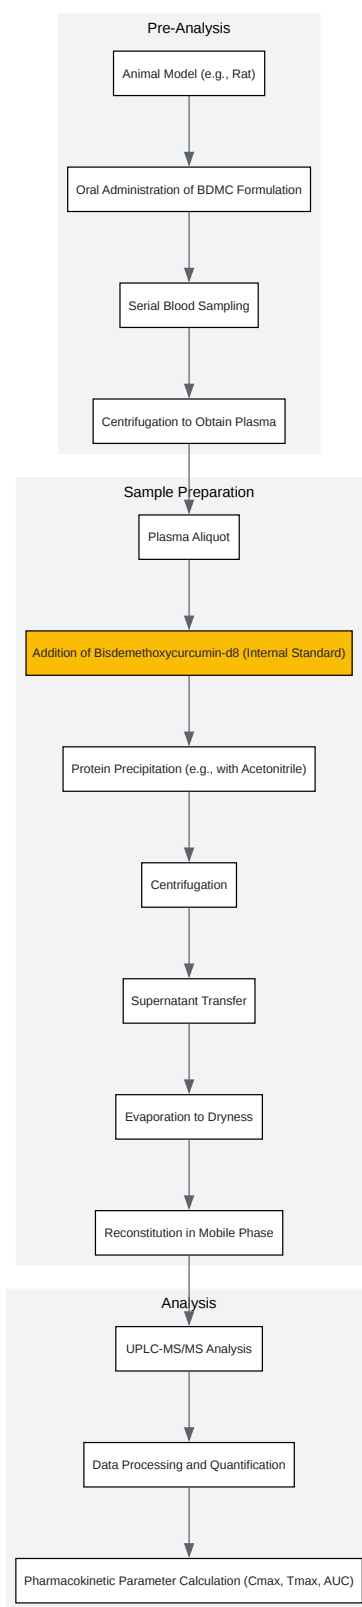 Pre-Analysis
Animal Model (e.g., Rat)
Oral Administration of BDMC Formulation
Serial Blood Sampling
Centrifugation to Obtain Plasma
Sample Preparation
Plasma Aliquot
Addition of Bisdemethoxycurcumin-d8 (Internal Standard)
Protein Precipitation (e.g., with Acetonitrile)
Centrifugation
Supernatant Transfer
Evaporation to Dryness
Reconstitution in Mobile Phase
Analysis
UPLC-MS/MS Analysis
Data Processing and Quantification
Pharmacokinetic Parameter Calculation (Cmax, Tmax, AUC)